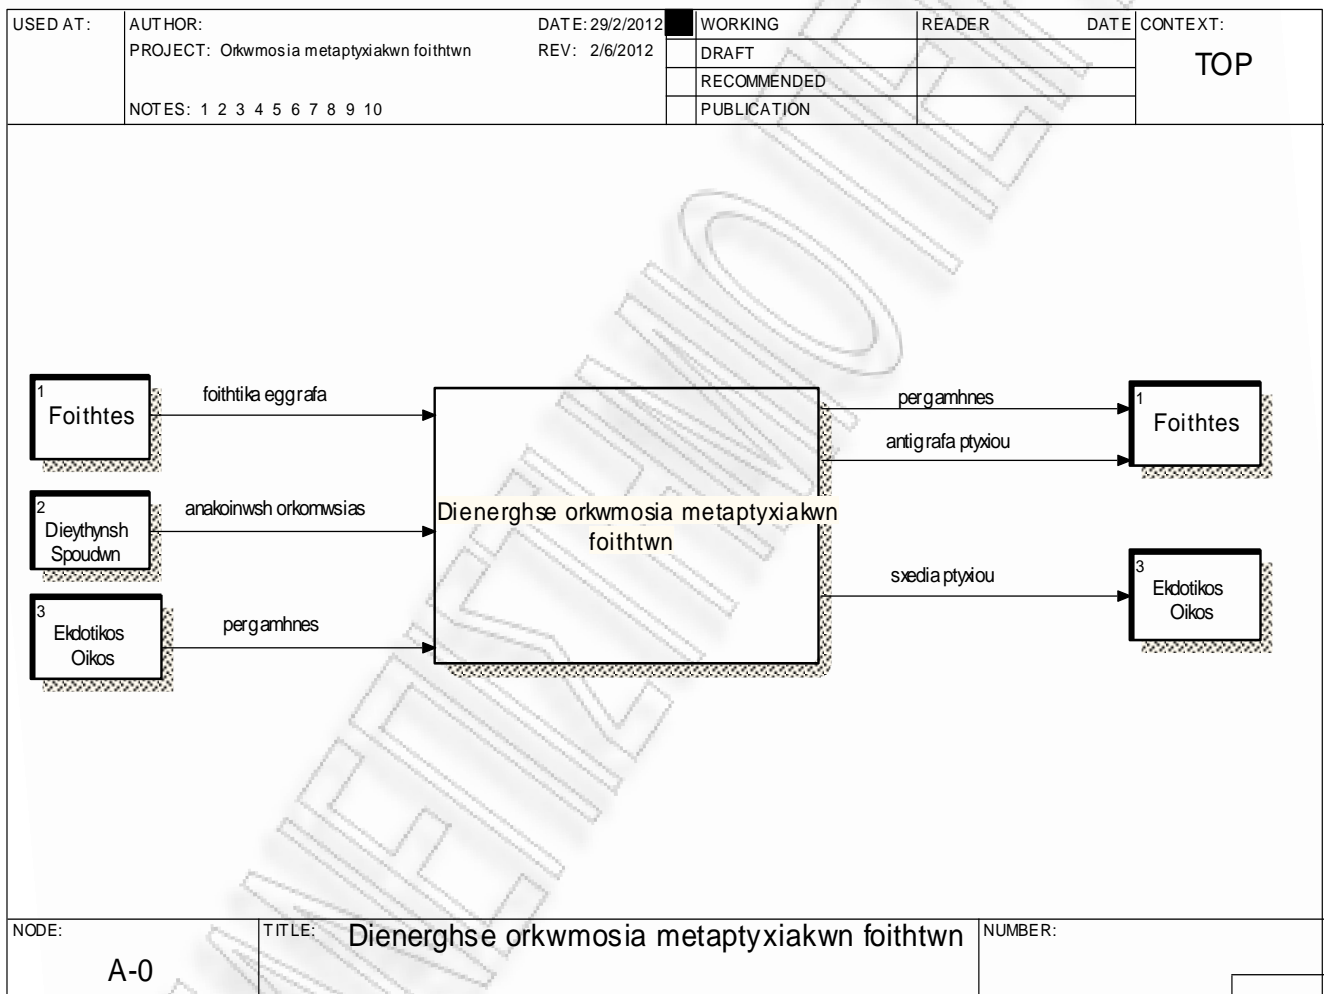 USED AT:
AUTHOR:
DATE: 29/2/2012
PROJECT: Orkwmosia metaptyxiakwn foithtwn
REV: 2/6/2012
NOTES: 1 2 3 4 5 6 7 8 9 10
WORKING
DRAFT
RECOMMENDED
PUBLICATION
READER
DATE
CONTEXT:
TOP
1
Foithtes
foithtika eggrafa
2
Dieythynsh
Spoudwn
anakoinwsh orkomwsias
3
Ekdotikos
Oikos
pergamhnes
Dienerghse orkwmosia metaptyxiakwn
foithtwn
pergamhnes
antigrafa ptyxiou
1
Foithtes
sxedia ptyxiou
3
Ekdotikos
Oikos
NODE:
A-0
TITLE:
Dienerghse orkwmosia metaptyxiakwn foithtwn
NUMBER: